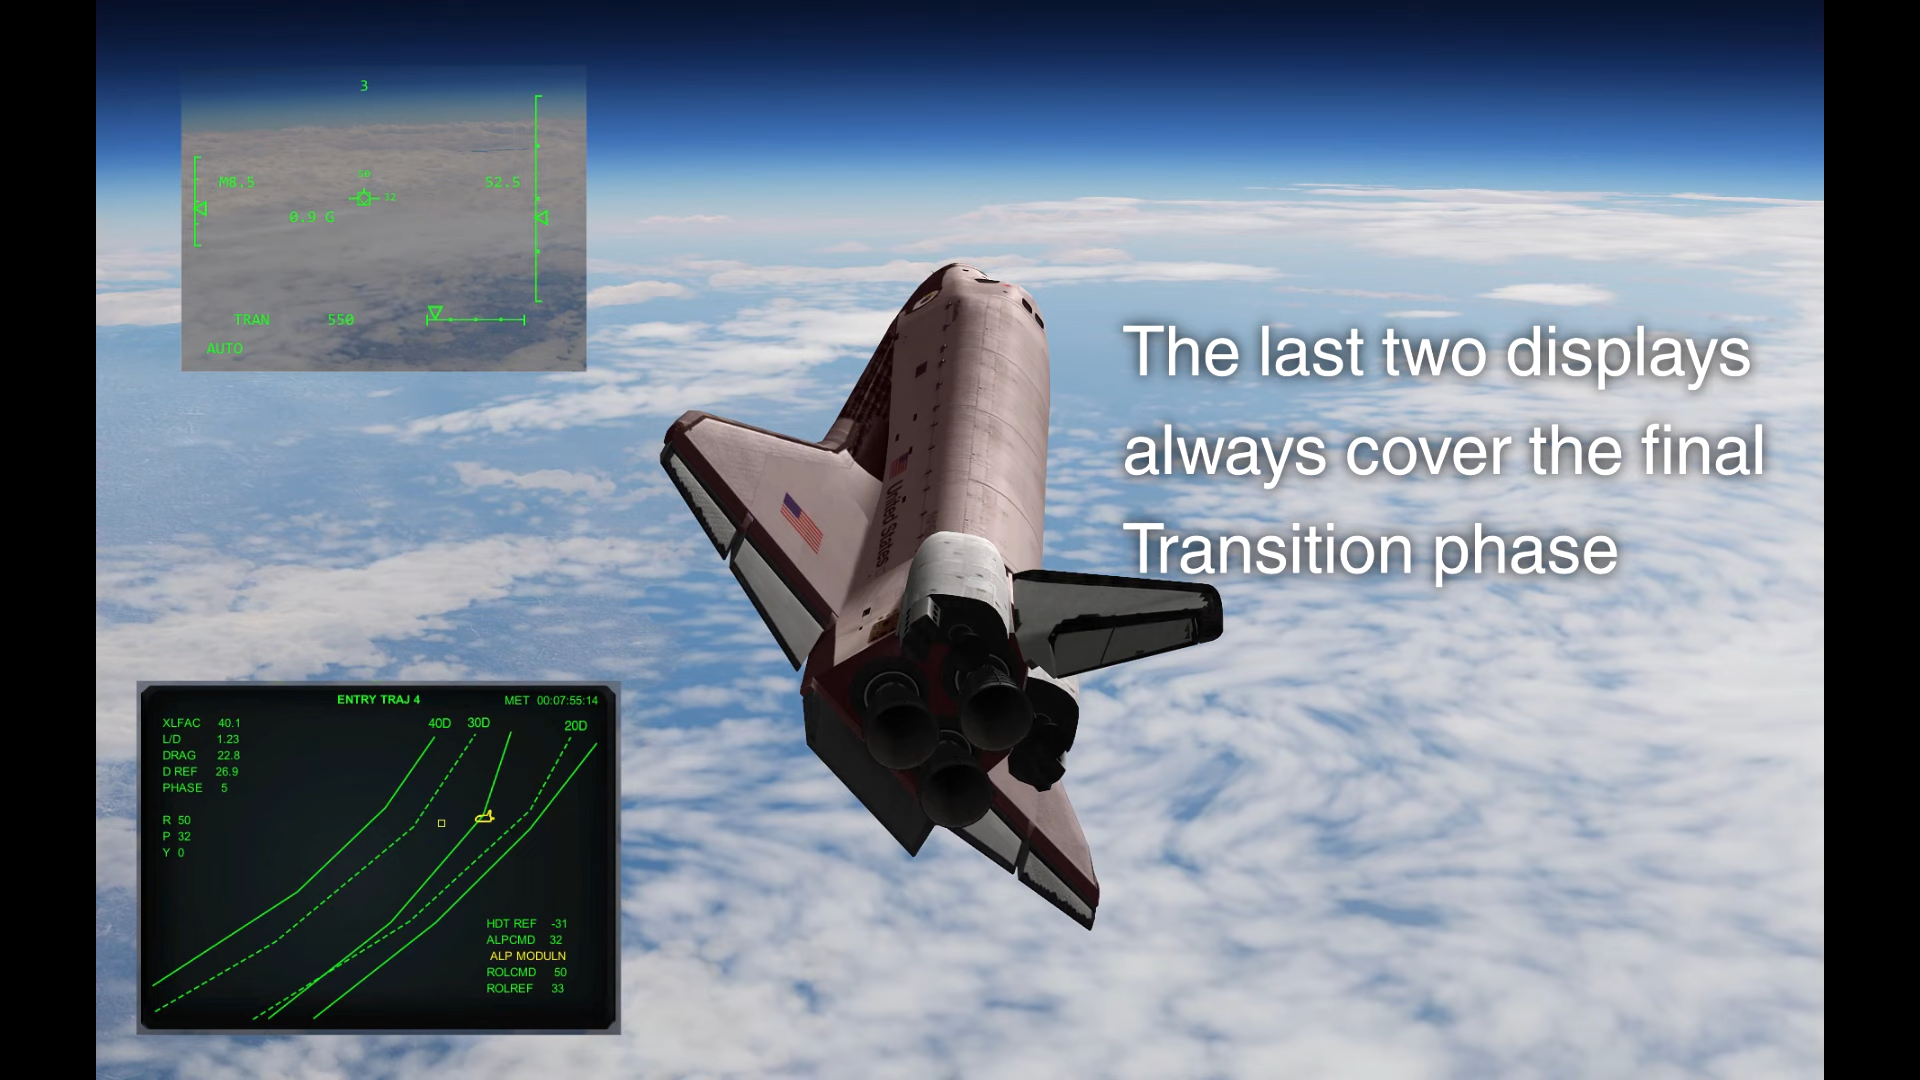 3
M8.5
50
52.5
32
0.9 G
TRAN 550
AUTO
The last two displays
always cover the final
Transition phase
United States
ENTRY TRAJ 4 MET 00:07:55:14
XLFAC 40.1
40D 30D 20D
L/D 1.23
DRAG 22.8
D REF 26.9
PHASE 5
R 50
P 32
Y 0
HDT REF -31
ALPCMD 32
ALP MODULN
ROLCMD 50
ROLREF 33